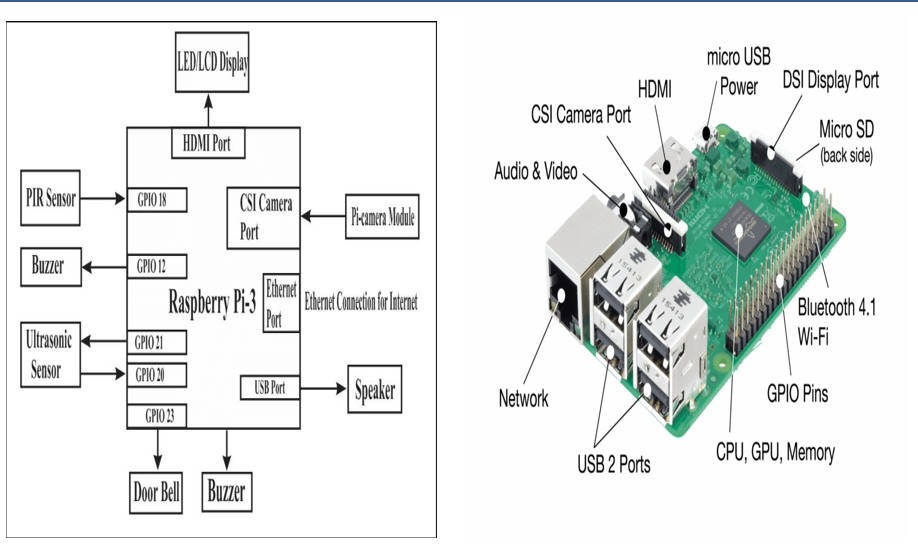 LED/LCD Display
HDMI Port
PIR Sensor
GPIO 18
CSI Camera
Port
Pi-camera Module
Buzzer
GPIO 12
Raspberry Pi-3
Ethernet
Port
Ethernet Connection for Internet
Ultrasonic
Sensor
GPIO 21
GPIO 20
USB Port
Speaker
GPIO 23
Door Bell
Buzzer
micro USB
Power
HDMI
DSI Display Port
CSI Camera Port
Micro SD
(back side)
Audio & Video
15413
15413
Bluetooth 4.1
Wi-Fi
Network
GPIO Pins
USB 2 Ports
CPU, GPU, Memory